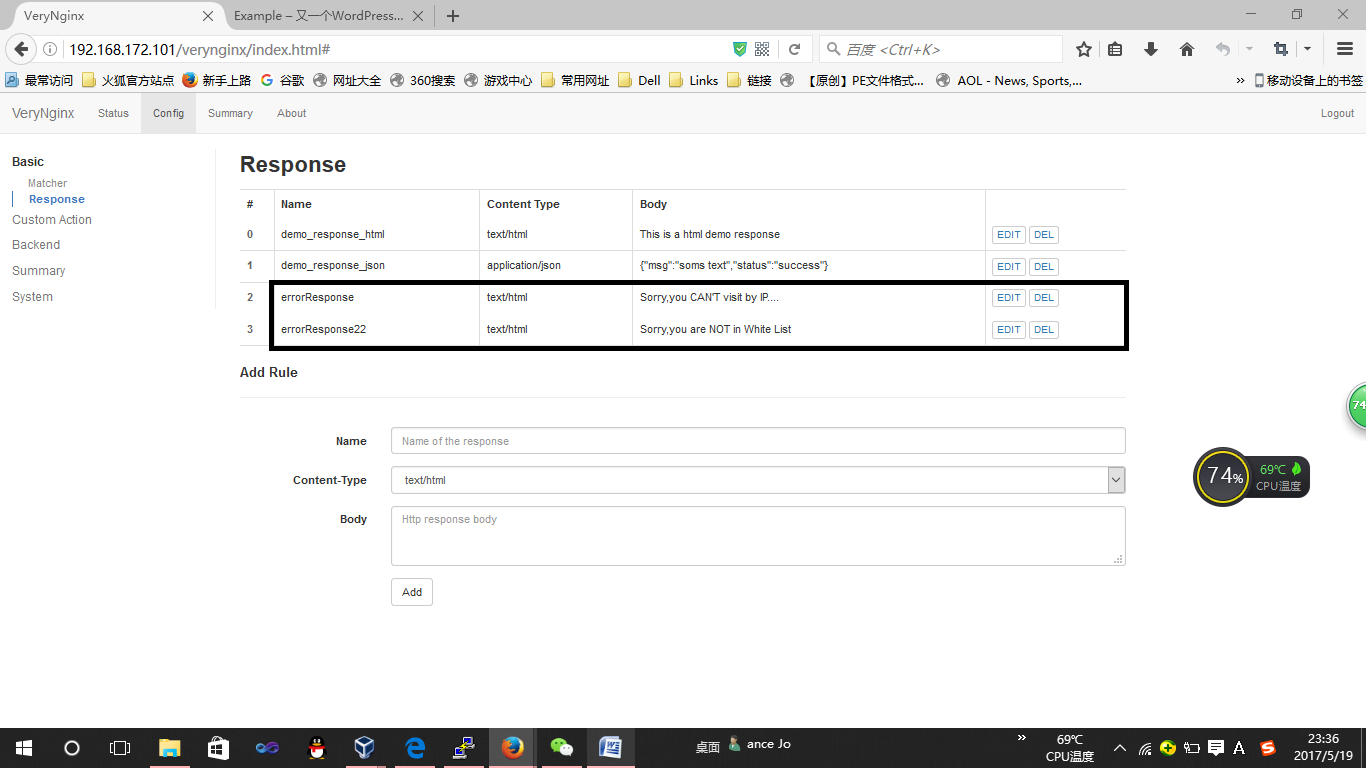 VeryNginx
Example – 又一个WordPress...
192.168.172.101/verynginx/index.html#
百度 <Ctrl+K>
最常访问 火狐官方站点 新手上路 谷歌 网址大全 360搜索 游戏中心 常用网址 Dell Links 链接 【原创】PE文件格式... AOL - News, Sports,... » 移动设备上的书签
VeryNginx Status Config Summary About Logout
Basic
Matcher
Response
Custom Action
Backend
Summary
System
Response
# Name Content Type Body
0 demo_response_html text/html This is a html demo response EDIT DEL
1 demo_response_json application/json {"msg":"soms text","status":"success"} EDIT DEL
2 errorResponse text/html Sorry,you CAN'T visit by IP.... EDIT DEL
3 errorResponse22 text/html Sorry,you are NOT in White List EDIT DEL
Add Rule
Name Name of the response
Content-Type text/html
Body Http response body
Add
74
74% 69℃
CPU温度
桌面 ance Jo
» 69℃
CPU温度
A
23:36
2017/5/19